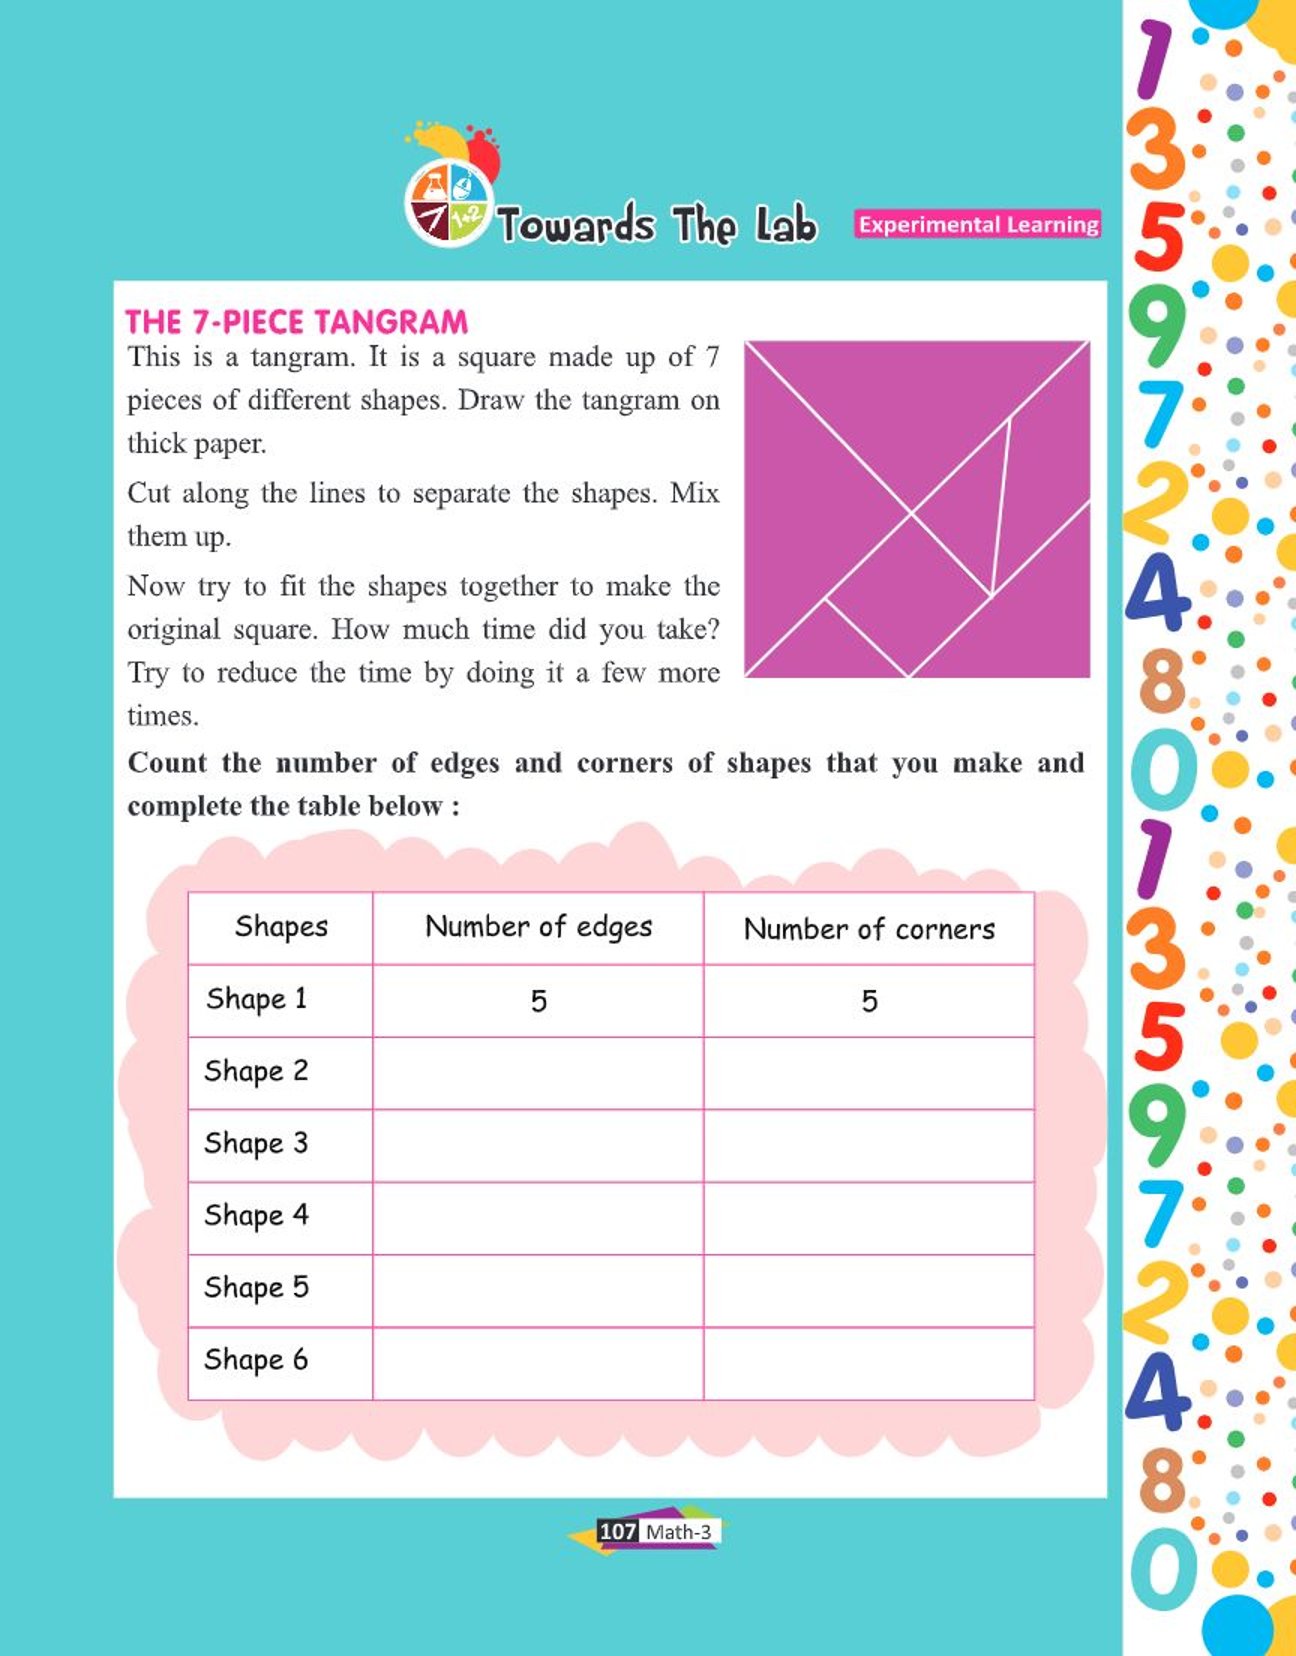 Towards The Lab
Experimental Learning
1+2
THE 7-PIECE TANGRAM
This is a tangram. It is a square made up of 7
pieces of different shapes. Draw the tangram on
thick paper.
Cut along the lines to separate the shapes. Mix
them up.
Now try to fit the shapes together to make the
original square. How much time did you take?
Try to reduce the time by doing it a few more
times.
Count the number of edges and corners of shapes that you make and
complete the table below :
Shapes Number of edges Number of corners
Shape 1 5 5
Shape 2
Shape 3
Shape 4
Shape 5
Shape 6
107 Math-3
1
3
5
9
7
2
4
8
0
1
3
5
9
7
2
4
8
0